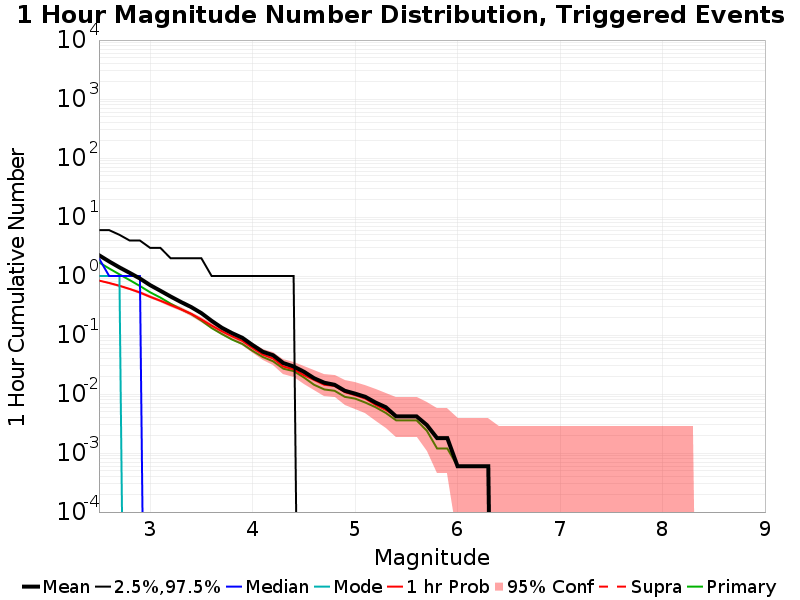 1 Hour Magnitude Number Distribution, Triggered Events
1 Hour Cumulative Number
10^4
10^3
10^2
10^1
10^0
10^-1
10^-2
10^-3
10^-4
3 4 5 6 7 8 9
Magnitude
Mean 2.5%,97.5% Median Mode 1 hr Prob 95% Conf Supra Primary